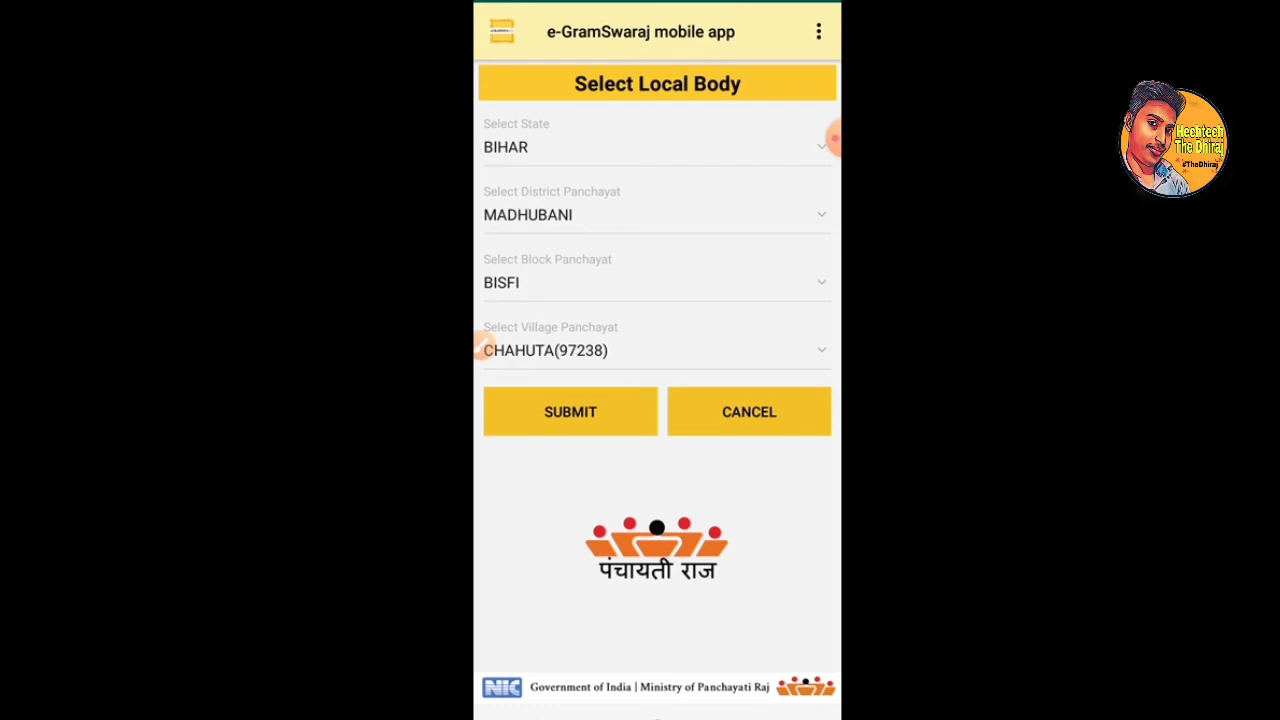 e-GramSwaraj mobile app
Select Local Body
Select State
BIHAR
Select District Panchayat
MADHUBANI
Select Block Panchayat
BISFI
Select Village Panchayat
CHAHUTA(97238)
SUBMIT
CANCEL
पंचायती राज
NIC
Government of India | Ministry of Panchayati Raj
Hechtech
The Dhiraj
#TheDhiraj